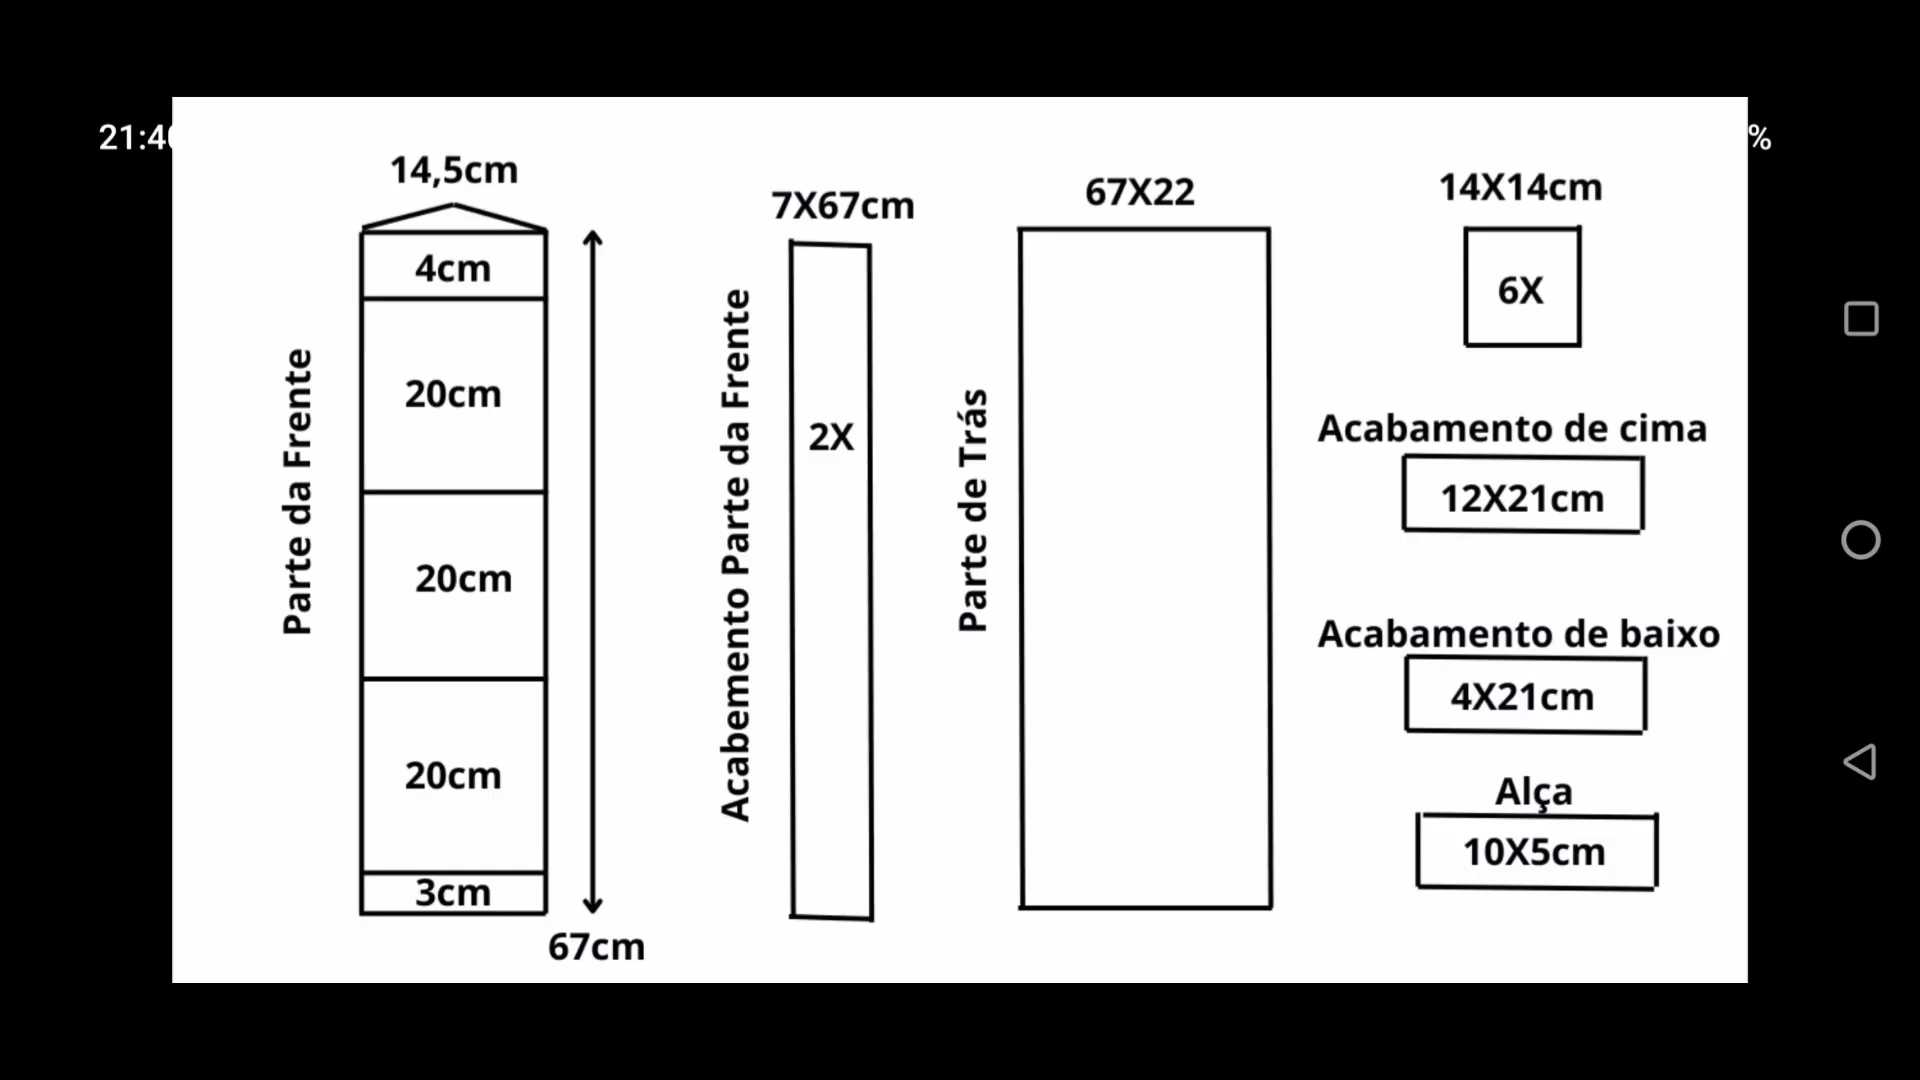 21:4
%
14,5cm
4cm
20cm
20cm
20cm
3cm
67cm
Parte da Frente
7X67cm
2X
Acabemento Parte da Frente
67X22
Parte de Trás
14X14cm
6X
Acabamento de cima
12X21cm
Acabamento de baixo
4X21cm
Alça
10X5cm